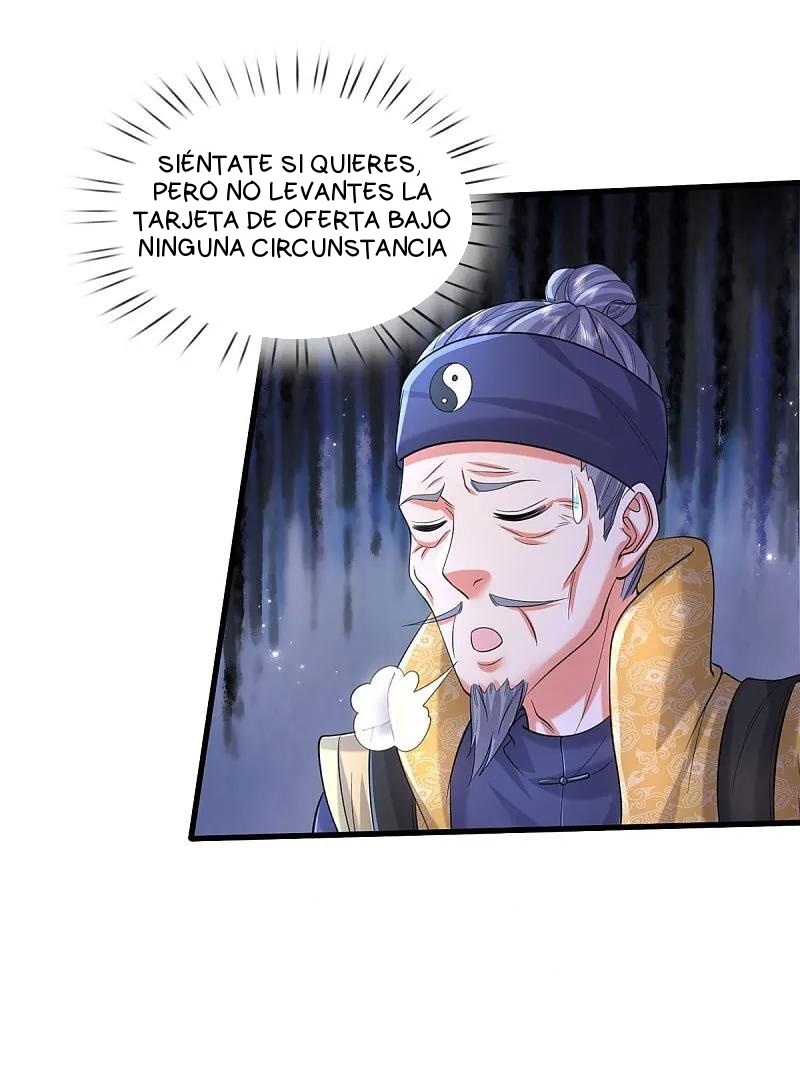 SIÉNTATE SI QUIERES,
PERO NO LEVANTES LA
TARJETA DE OFERTA BAJO
NINGUNA CIRCUNSTANCIA